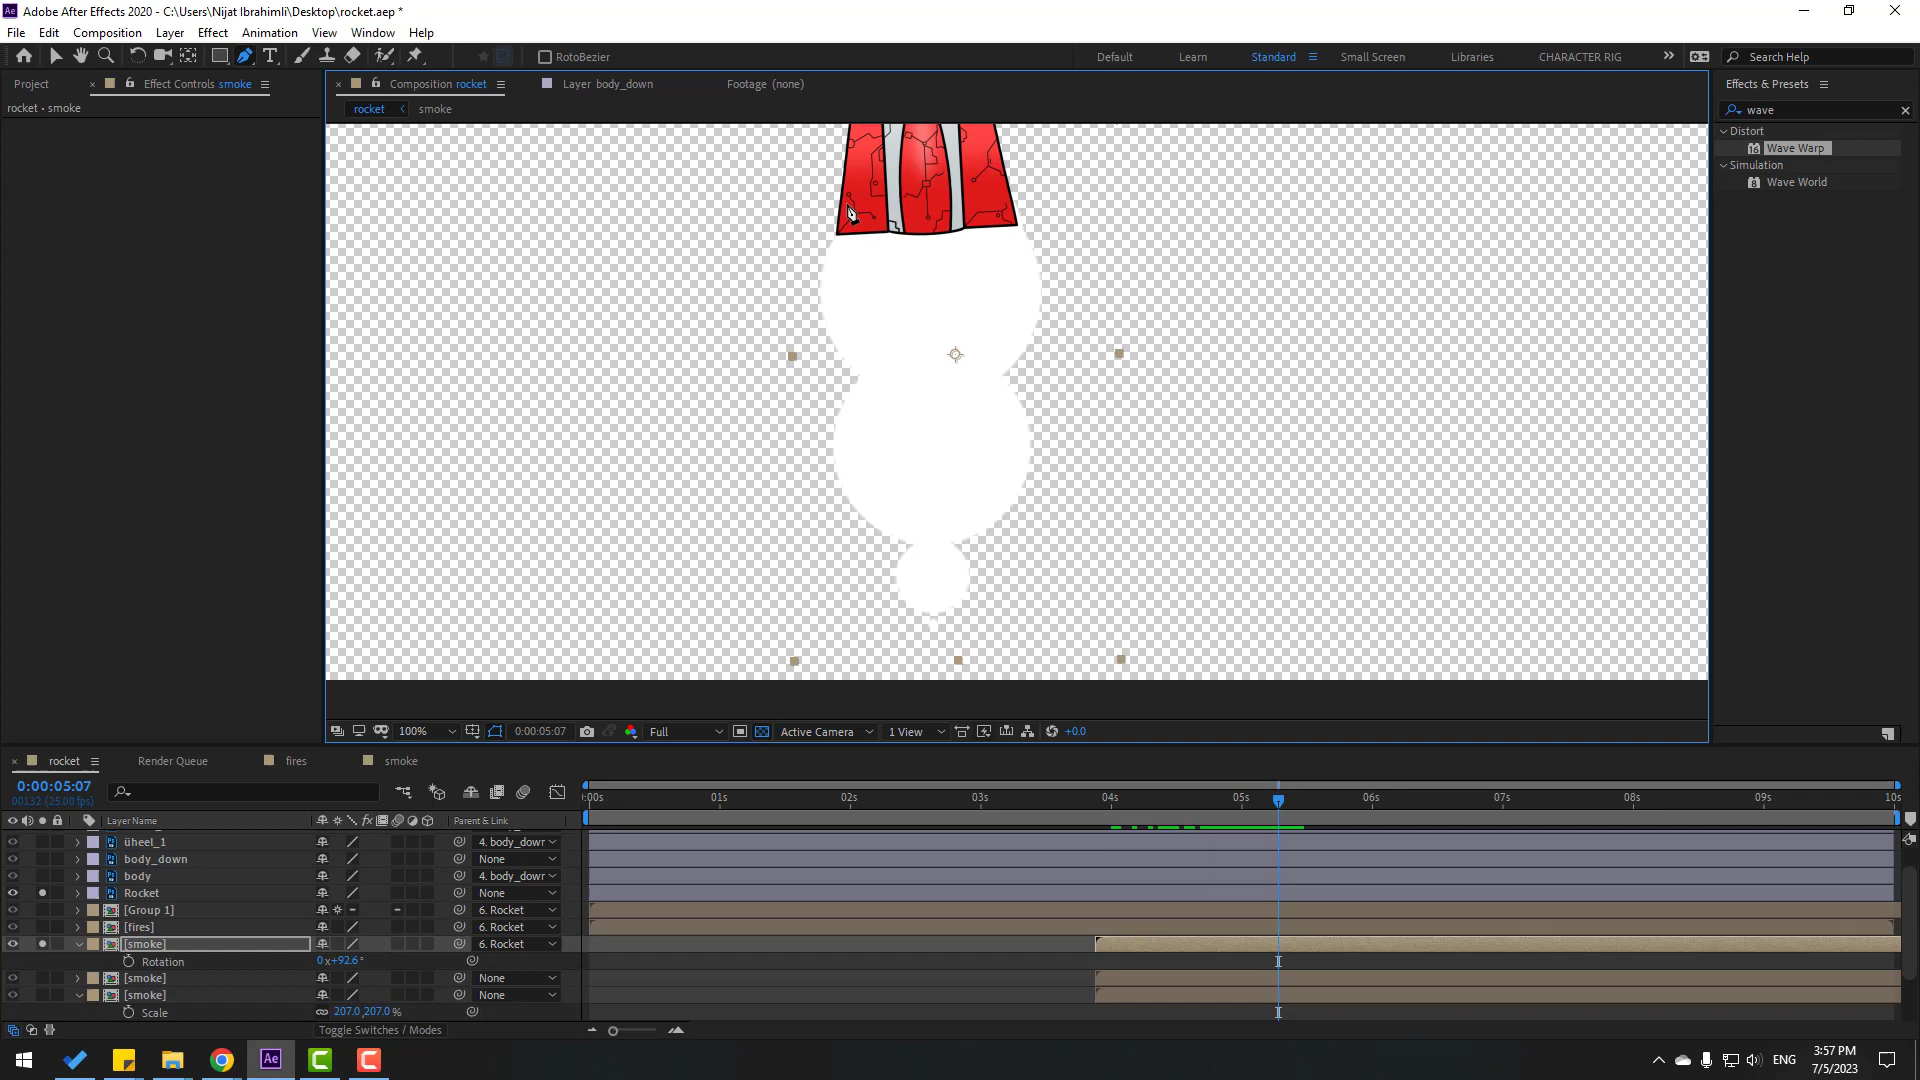 Adobe After Effects 2020 - C:\Users\Nijat Ibrahimli\Desktop\rocket.aep *
File Edit Composition Layer Effect Animation View Window Help
RotoBezier Default Learn Standard Small Screen Libraries CHARACTER RIG Search Help
Project Effect Controls smoke Composition rocket Layer body_down Footage (none) Effects & Presets
rocket • smoke rocket smoke wave
Distort
Wave Warp
Simulation
Wave World
100% 0:00:05:07 Full Active Camera 1 View +0.0
rocket Render Queue fires smoke
0:00:05:07
00132 (25.00 fps)
:00s 01s 02s 03s 04s 05s 06s 07s 08s 09s 10s
Layer Name Parent & Link
üheel_1 4. body_dowr
body_down None
body 4. body_dowr
Rocket None
[Group 1] 6. Rocket
[fires] 6. Rocket
[smoke] 6. Rocket
Rotation 0x+92.6°
[smoke] None
[smoke] None
Scale 207.0,207.0%
Toggle Switches / Modes
Ae ENG 3:57 PM
7/5/2023